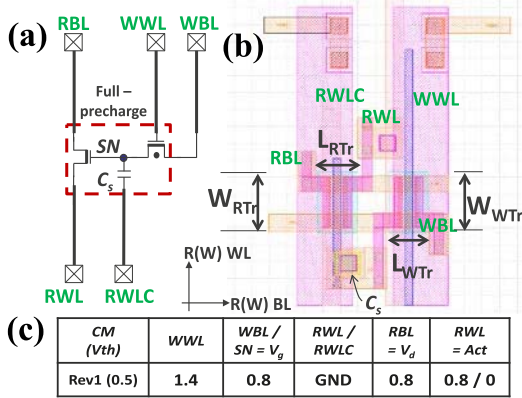 (a)
RBL WWL WBL
Full –
precharge
SN
Cs
RWL RWLC
R(W) WL
R(W) BL
(b)
RWLC WWL
RWL
RBL LRTr
WRTr WWTr
WBL
LWTr
Cs
(c)
CM (Vth) WWL WBL / SN = Vg RWL / RWLC RBL = Vd RWL = Act
Rev1 (0.5) 1.4 0.8 GND 0.8 0.8 / 0